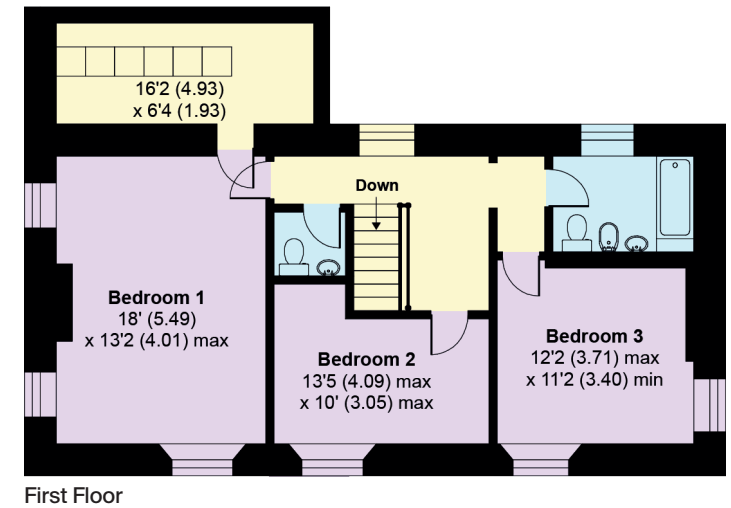 16'2 (4.93)
x 6'4 (1.93)
Down
Bedroom 1
18' (5.49)
x 13'2 (4.01) max
Bedroom 2
13'5 (4.09) max
x 10' (3.05) max
Bedroom 3
12'2 (3.71) max
x 11'2 (3.40) min
First Floor